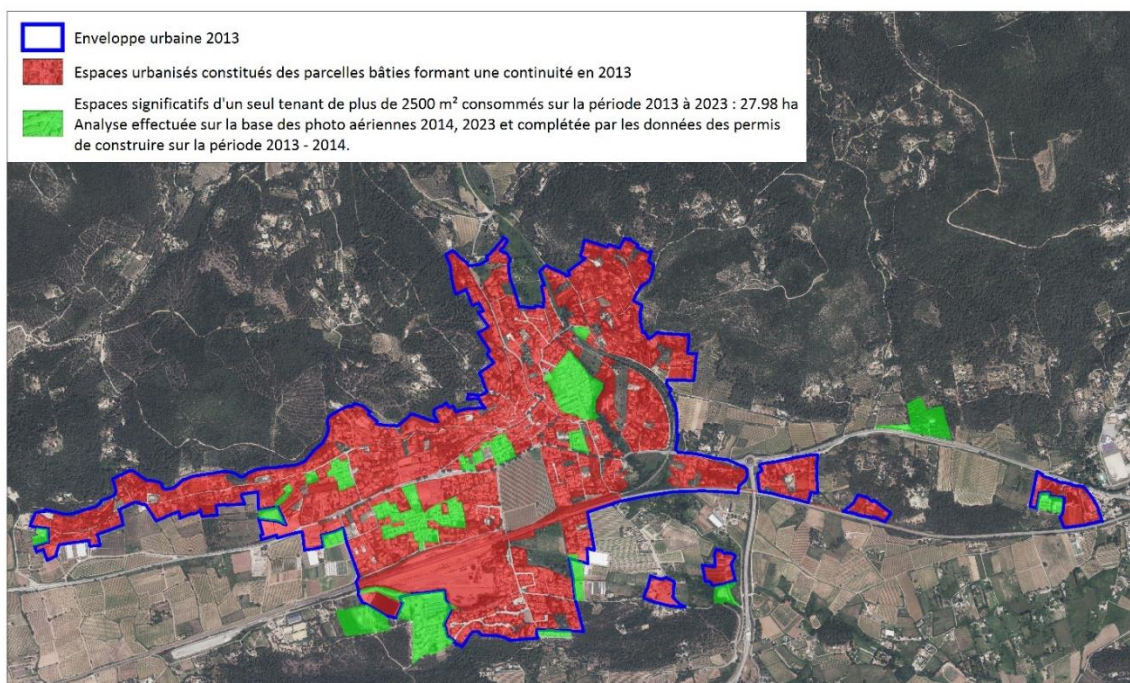 Enveloppe urbaine 2013
Espaces urbanisés constitués des parcelles bâties formant une continuité en 2013
Espaces significatifs d'un seul tenant de plus de 2500 m² consommés sur la période 2013 à 2023 : 27.98 ha
Analyse effectuée sur la base des photo aériennes 2014, 2023 et complétée par les données des permis
de construire sur la période 2013 - 2014.